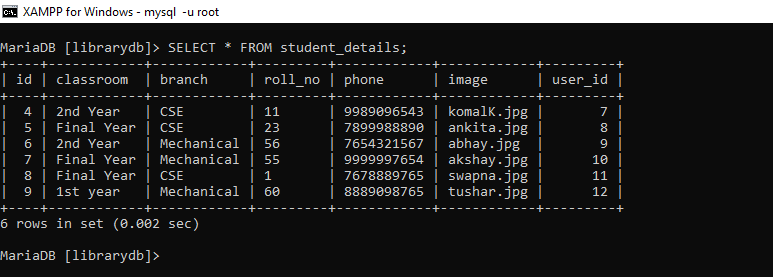 XAMPP for Windows - mysql  -u root
MariaDB [librarydb]> SELECT * FROM student_details;
+----+------------+------------+---------+------------+------------+---------+
| id | classroom  | branch     | roll_no | phone      | image      | user_id |
+----+------------+------------+---------+------------+------------+---------+
|  4 | 2nd Year   | CSE        | 11      | 9989096543 | komalK.jpg |       7 |
|  5 | Final Year | CSE        | 23      | 7899988890 | ankita.jpg |       8 |
|  6 | 2nd Year   | Mechanical | 56      | 7654321567 | abhay.jpg  |       9 |
|  7 | Final Year | Mechanical | 55      | 9999997654 | akshay.jpg |      10 |
|  8 | Final Year | CSE        | 1       | 7678889765 | swapna.jpg |      11 |
|  9 | 1st year   | Mechanical | 60      | 8889098765 | tushar.jpg |      12 |
+----+------------+------------+---------+------------+------------+---------+
6 rows in set (0.002 sec)
MariaDB [librarydb]>